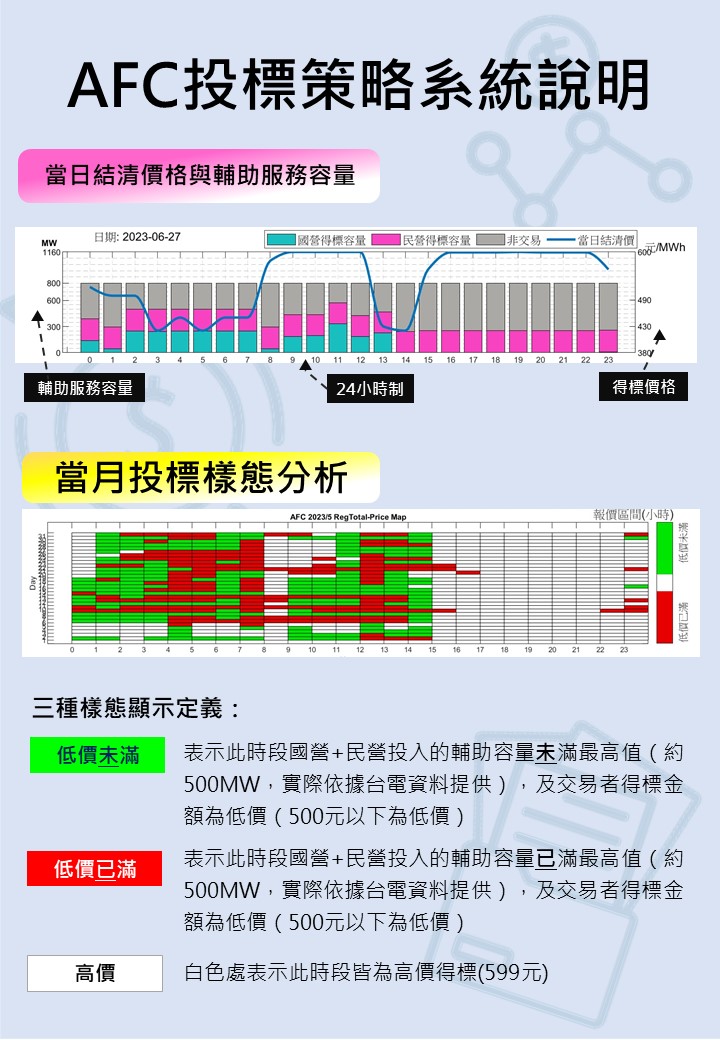 AFC投標策略系統說明
當日結清價格與輔助服務容量
日期: 2023-06-27
國營得標容量 民營得標容量 非交易 當日結清價
MW
元/MWh
1160
800
600
300
0
600
490
430
380
0 1 2 3 4 5 6 7 8 9 10 11 12 13 14 15 16 17 18 19 20 21 22 23
輔助服務容量
24小時制
得標價格
當月投標樣態分析
AFC 2023/5 RegTotal-Price Map
報價區間(小時)
Day
低價未滿
低價已滿
0 1 2 3 4 5 6 7 8 9 10 11 12 13 14 15 16 17 18 19 20 21 22 23
三種樣態顯示定義：
低價未滿
表示此時段國營+民營投入的輔助容量未滿最高值（約
500MW，實際依據台電資料提供），及交易者得標金
額為低價（500元以下為低價）
低價已滿
表示此時段國營+民營投入的輔助容量已滿最高值（約
500MW，實際依據台電資料提供），及交易者得標金
額為低價（500元以下為低價）
高價
白色處表示此時段皆為高價得標(599元)